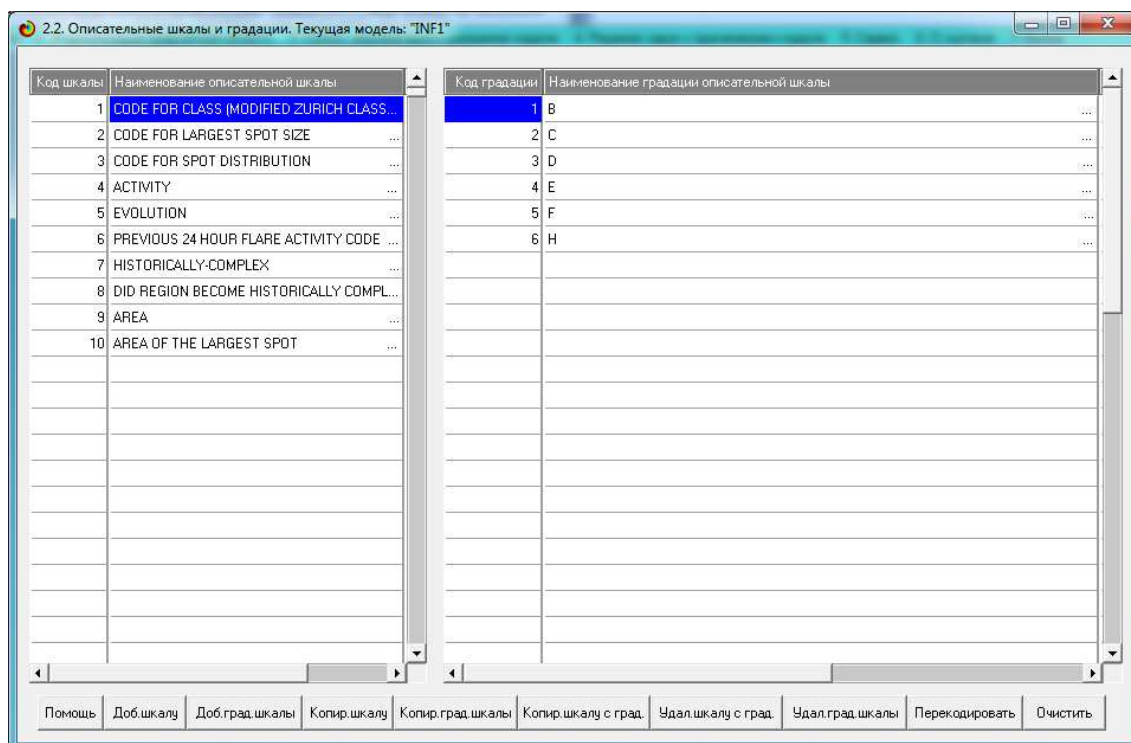 2.2. Описательные шкалы и градации. Текущая модель: "INF1"
Код шкалы Наименование описательной шкалы
1 CODE FOR CLASS (MODIFIED ZURICH CLASS...
2 CODE FOR LARGEST SPOT SIZE ...
3 CODE FOR SPOT DISTRIBUTION ...
4 ACTIVITY ...
5 EVOLUTION ...
6 PREVIOUS 24 HOUR FLARE ACTIVITY CODE ...
7 HISTORICALLY-COMPLEX ...
8 DID REGION BECOME HISTORICALLY COMPL...
9 AREA ...
10 AREA OF THE LARGEST SPOT ...
Код градации Наименование градации описательной шкалы
1 B ...
2 C ...
3 D ...
4 E ...
5 F ...
6 H ...
Помощь Доб.шкалу Доб.град.шкалы Копир.шкалу Копир.град.шкалы Копир.шкалу с град. Удал.шкалу с град. Удал.град.шкалы Перекодировать Очистить